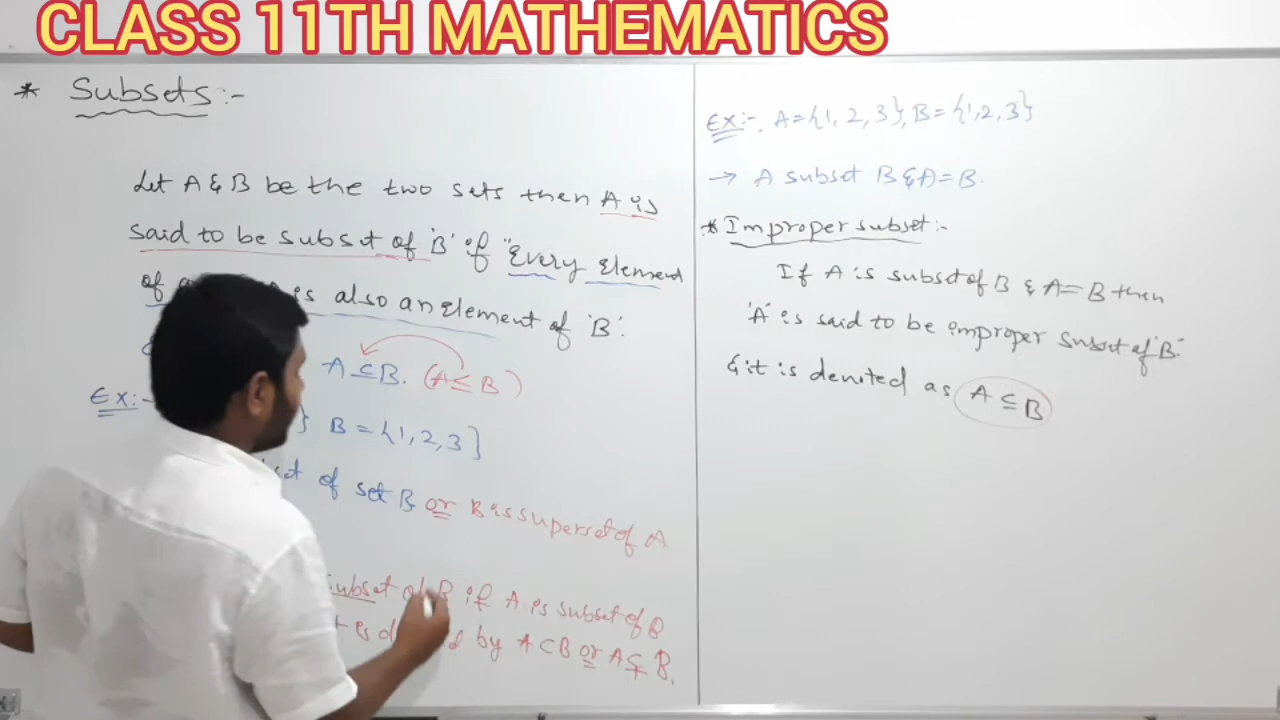 CLASS 11TH MATHEMATICS
* Subsets:-
Let A & B be the two sets then A is
said to be subset of 'B' if "Every Element
of is also an Element of 'B'.
A ⊆ B. (A ⊆ B)
Ex:- } B = {1, 2, 3}
of set B or B is superset of A
Subset of B if A is subset of B
by A ⊂ B or A ⊊ B.
Ex:- A = {1, 2, 3}, B = {1, 2, 3}
→ A subset B & A = B.
* Improper subset:-
If A is subset of B & A = B then
'A' is said to be improper subset of 'B'.
& it is denoted as A ⊆ B